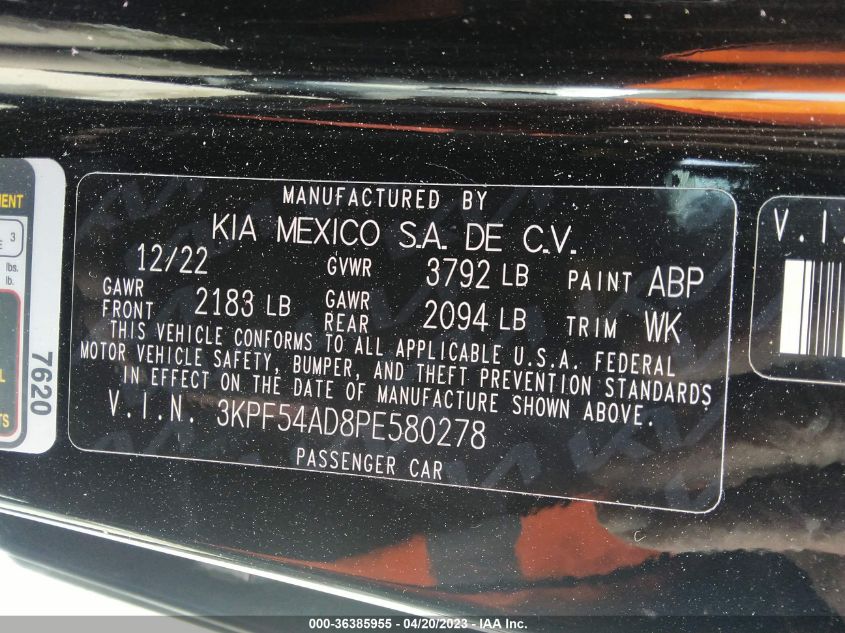 MANUFACTURED BY
KIA MEXICO S.A. DE C.V.
12/22 GVWR 3792 LB PAINT ABP
GAWR FRONT 2183 LB GAWR REAR 2094 LB TRIM WK
THIS VEHICLE CONFORMS TO ALL APPLICABLE U.S.A. FEDERAL
MOTOR VEHICLE SAFETY, BUMPER, AND THEFT PREVENTION STANDARDS
IN EFFECT ON THE DATE OF MANUFACTURE SHOWN ABOVE.
V.I.N. 3KPF54AD8PE580278
PASSENGER CAR
3
lbs.
lb.
7620
000-36385955 - 04/20/2023 - IAA Inc.